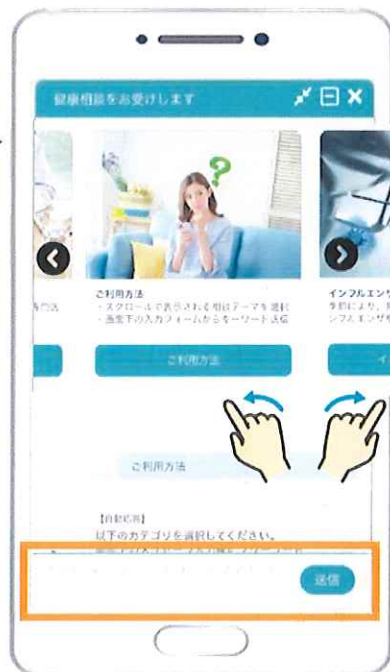 健康相談をお受けします
ご利用方法
・スクロールで表示される相談テーマを選択
・画面下の入力フォームからキーワード送信
インフルエンザ
ご利用方法
ご利用方法
【自動応答】
以下のカテゴリを選択してください。
送信